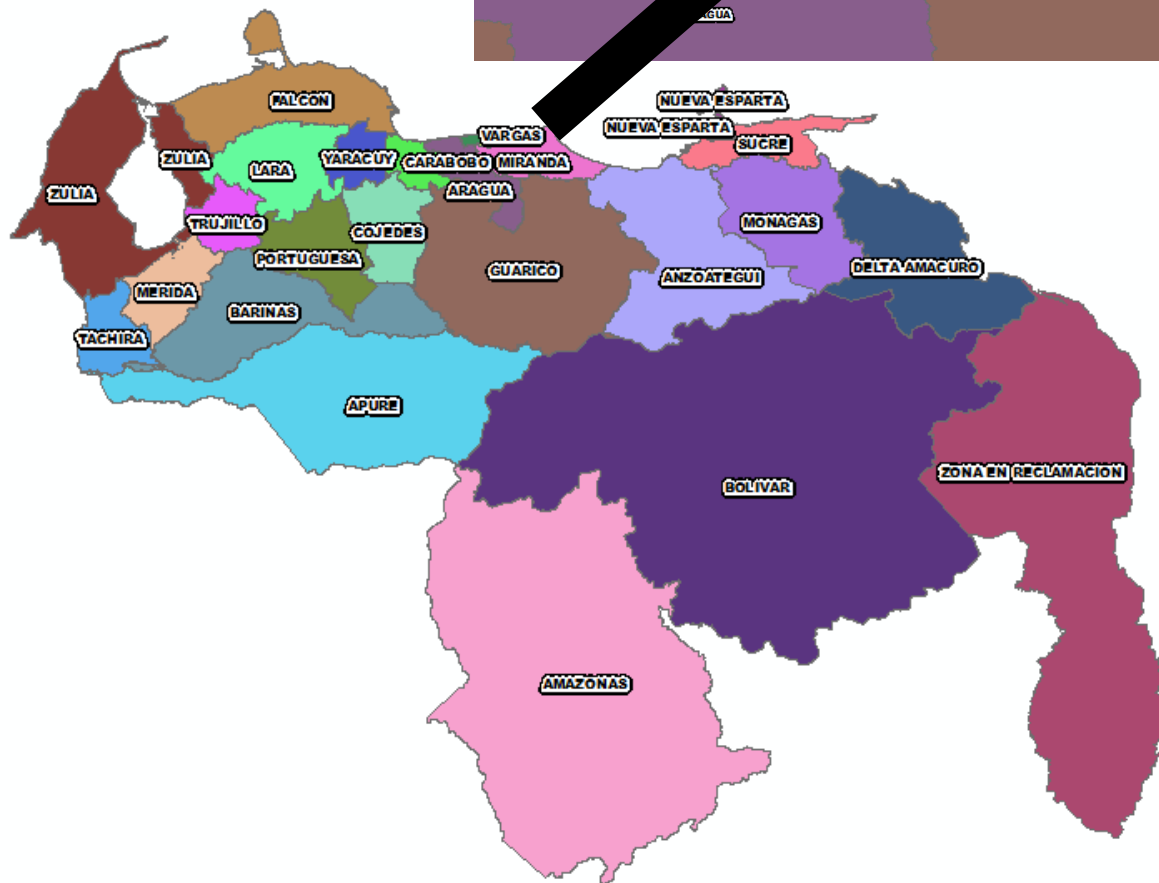 NUEVA ESPARTA
FALCON
NUEVA ESPARTA
VARGAS
SUCRE
ZULIA
YARACUY
CARABOBO
MIRANDA
LARA
ZULIA
ARAGUA
TRUJILLO
MONAGAS
COJEDES
PORTUGUESA
GUARICO
ANZOATEGUI
DELTA AMACURO
MERIDA
BARINAS
TACHIRA
APURE
ZONA EN RECLAMACION
BOLIVAR
AMAZONAS